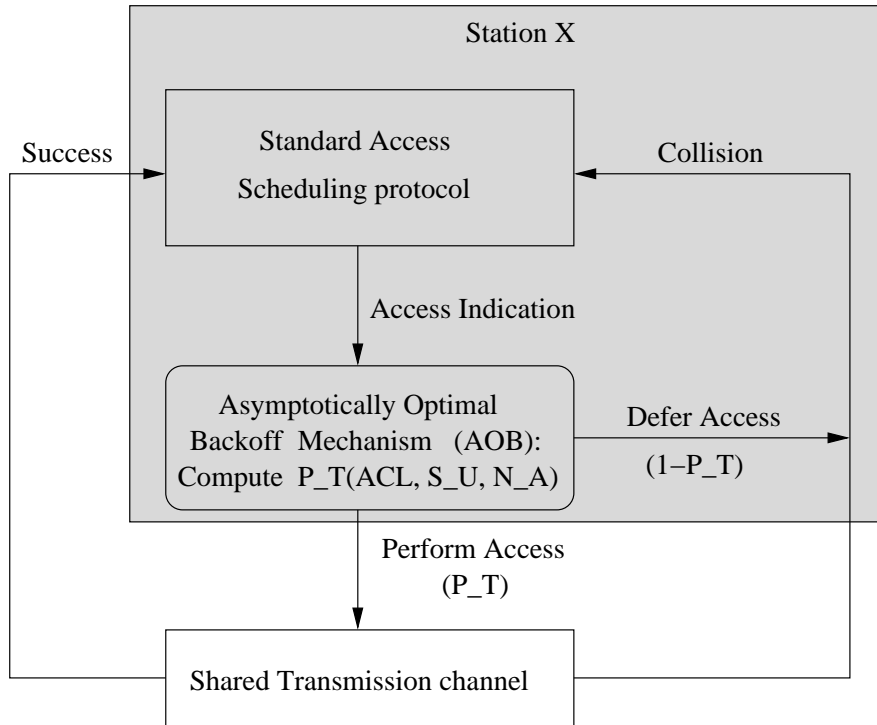 Station X
Standard Access
Scheduling protocol
Success
Collision
Access Indication
Asymptotically Optimal
Backoff Mechanism (AOB):
Compute P_T(ACL, S_U, N_A)
Defer Access
(1–P_T)
Perform Access
(P_T)
Shared Transmission channel